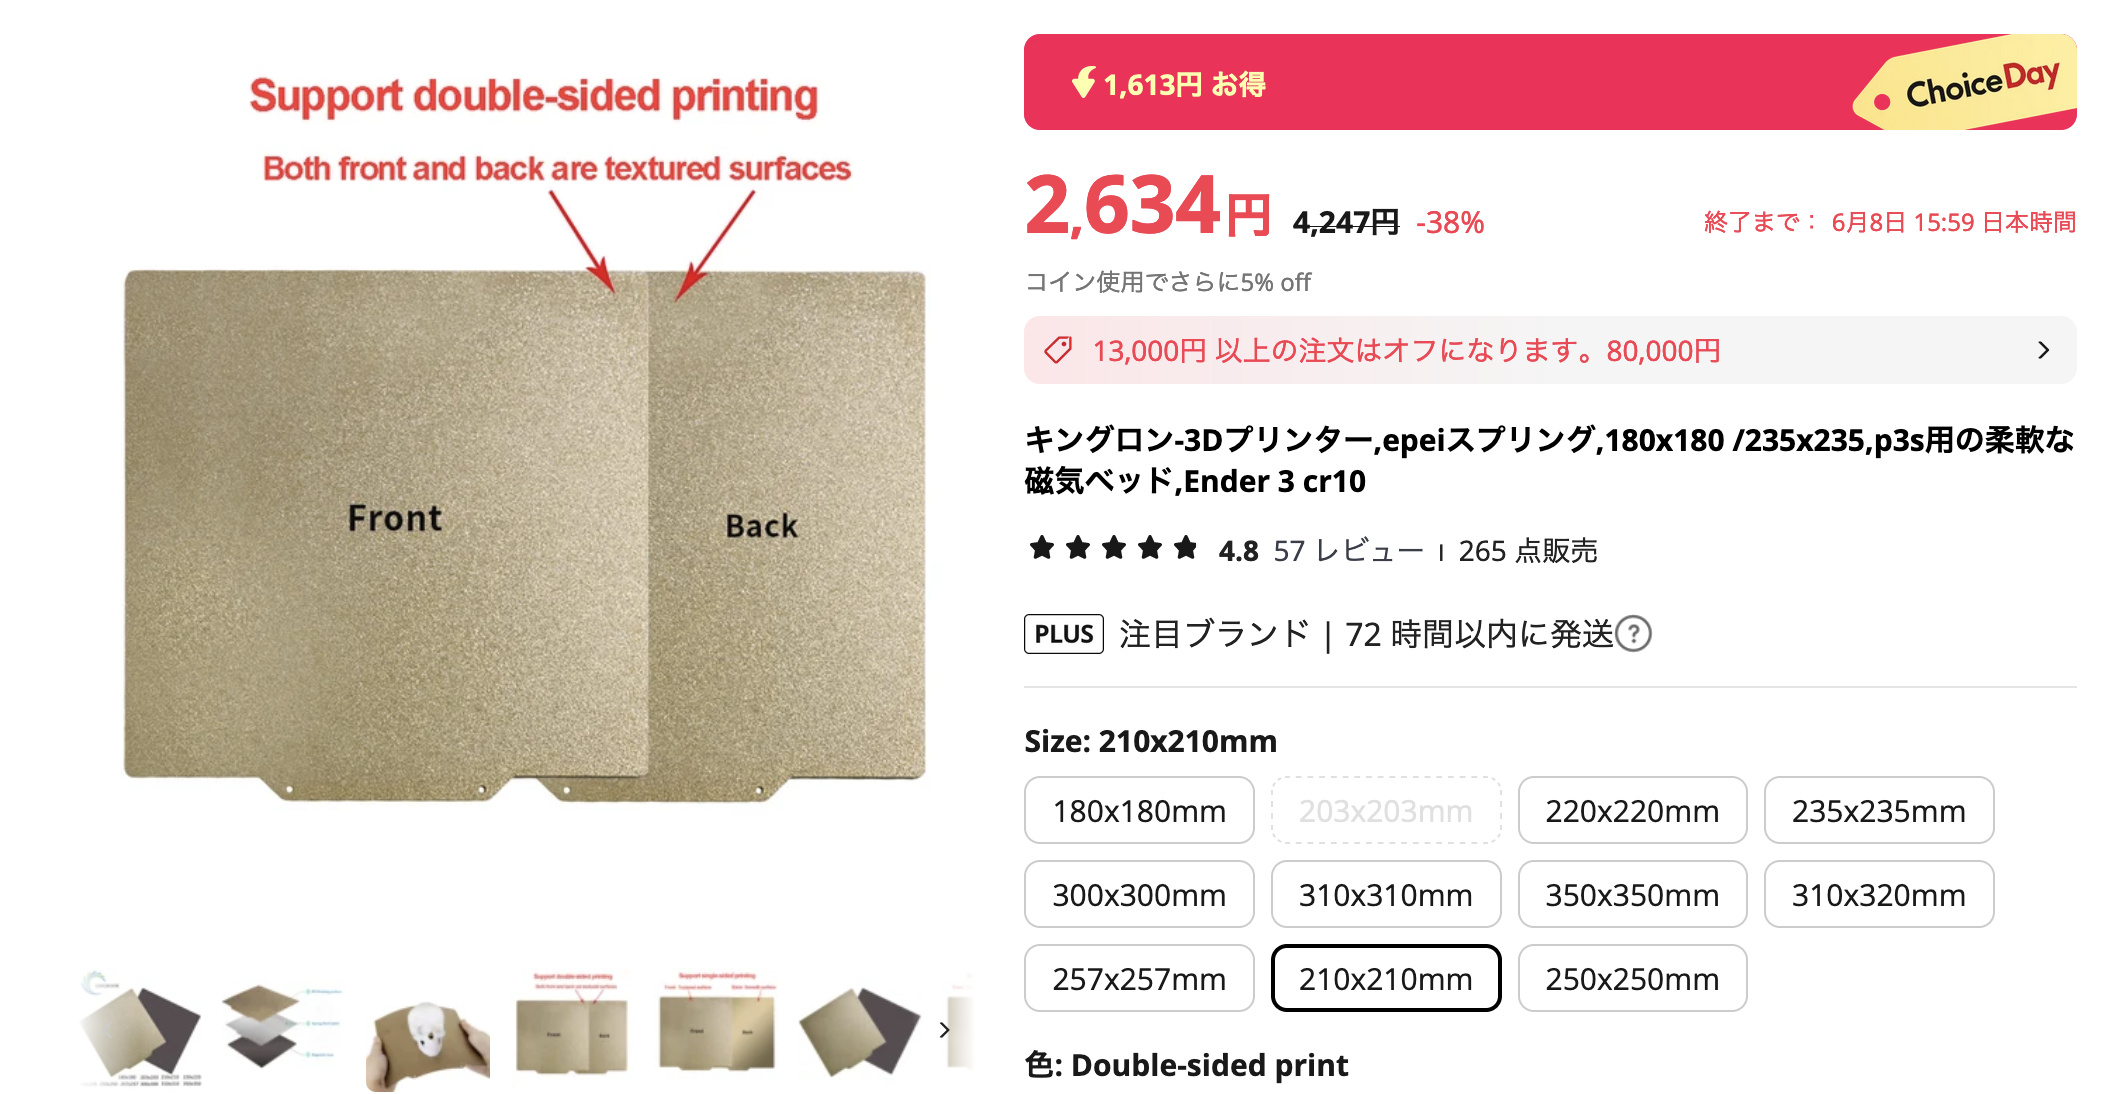 Support double-sided printing
Both front and back are textured surfaces
Front
Back
Support double-sided printing
Support single-sided printing
1,613円 お得
ChoiceDay
2,634円 4,247円 -38%
終了まで： 6月8日 15:59 日本時間
コイン使用でさらに5% off
13,000円 以上の注文はオフになります。80,000円
キングロン-3Dプリンター,epeiスプリング,180x180 /235x235,p3s用の柔軟な
磁気ベッド,Ender 3 cr10
4.8 57 レビュー I 265 点販売
PLUS 注目ブランド | 72 時間以内に発送?
Size: 210x210mm
180x180mm 203x203mm 220x220mm 235x235mm
300x300mm 310x310mm 350x350mm 310x320mm
257x257mm 210x210mm 250x250mm
色: Double-sided print